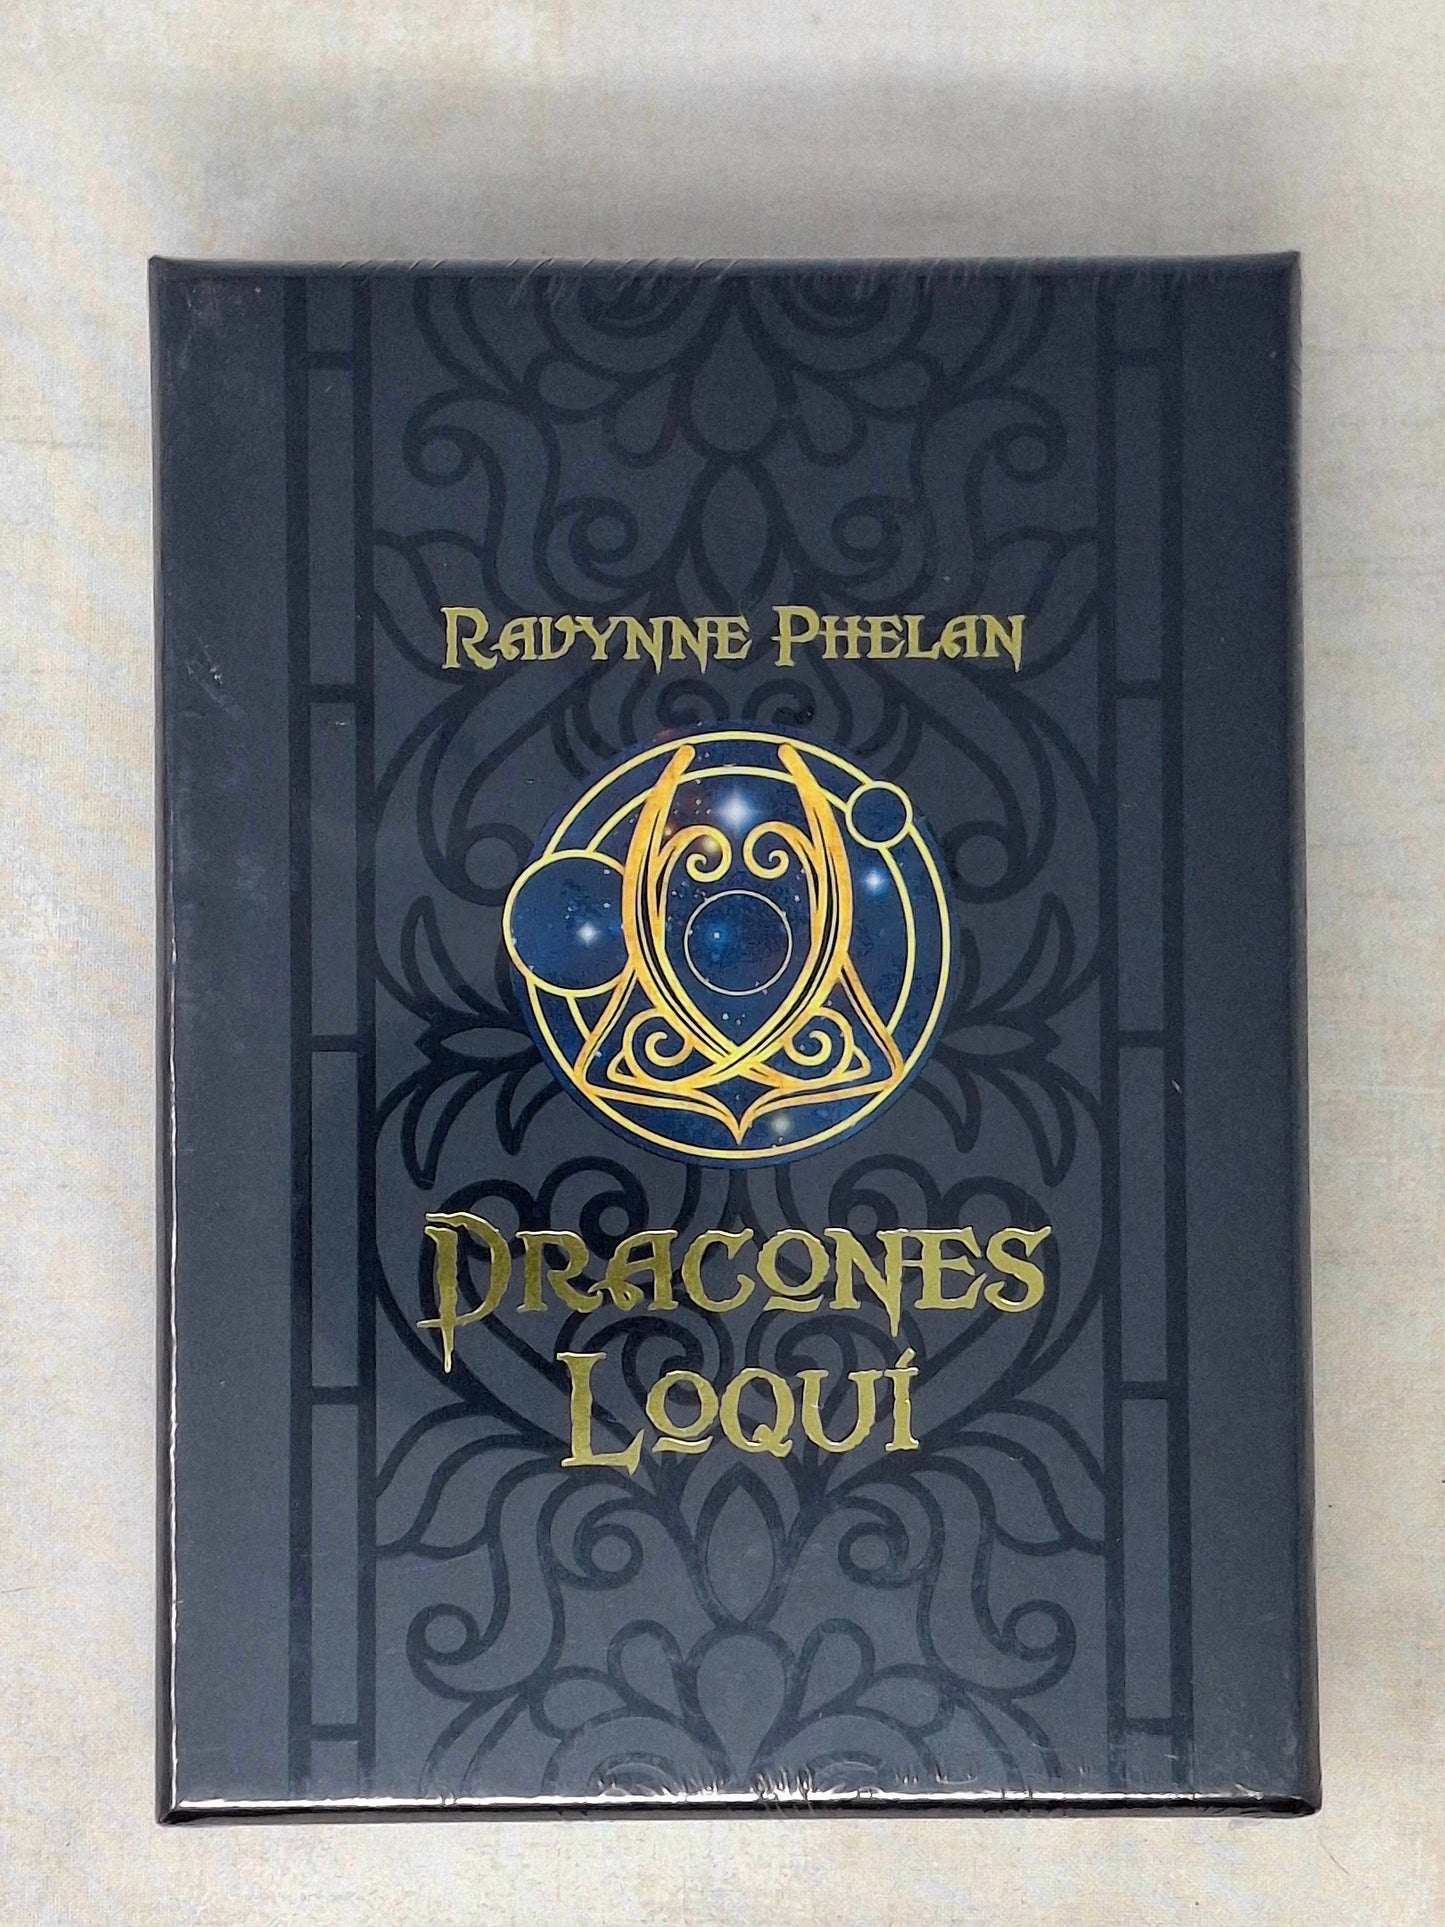 Ravynne Phelan
Dracones
Loquí